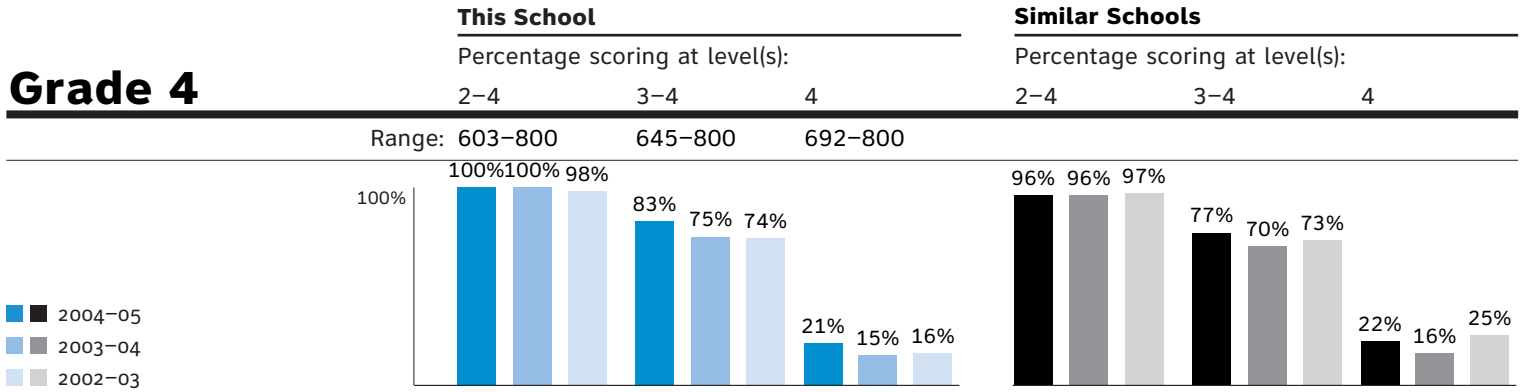 This School
Similar Schools
Percentage scoring at level(s):
Percentage scoring at level(s):
Grade 4
2–4 3–4 4
2–4 3–4 4
Range: 603–800 645–800 692–800
100%
100% 100% 98% 83% 75% 74% 21% 15% 16%
96% 96% 97% 77% 70% 73% 22% 16% 25%
2004–05
2003–04
2002–03